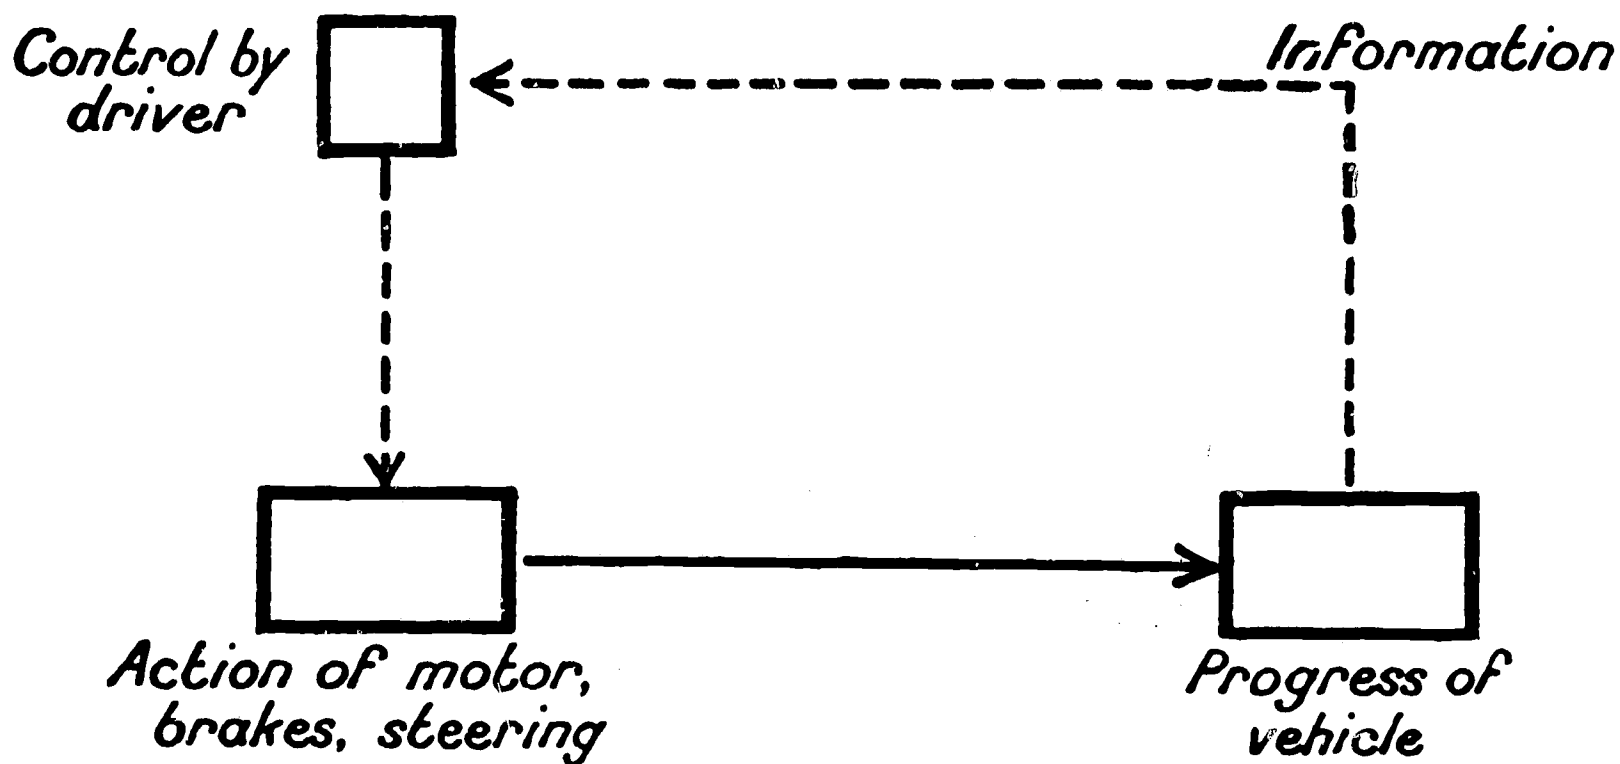 Control by
driver
Information
Action of motor,
brakes, steering
Progress of
vehicle